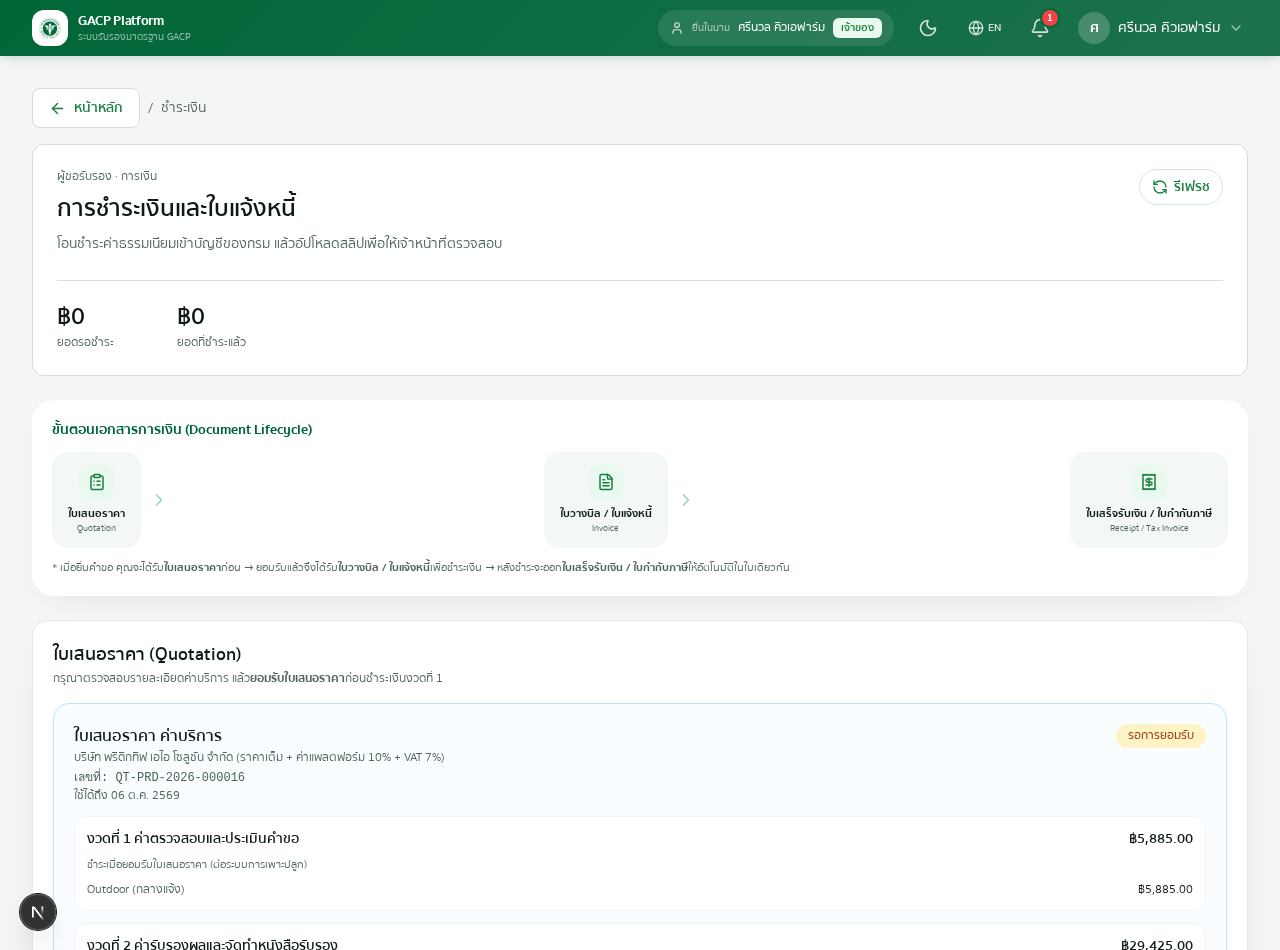 GACP Platform
ระบบรับรองมาตรฐาน GACP
ยื่นในนาม ศรีนวล คิวเอฟาร์ม เจ้าของ
EN
1
ศ ศรีนวล คิวเอฟาร์ม
หน้าหลัก / ชำระเงิน
ผู้ขอรับรอง · การเงิน
การชำระเงินและใบแจ้งหนี้
รีเฟรช
โอนชำระค่าธรรมเนียมเข้าบัญชีของกรม แล้วอัปโหลดสลิปเพื่อให้เจ้าหน้าที่ตรวจสอบ
฿0 ฿0
ยอดรอชำระ ยอดที่ชำระแล้ว
ขั้นตอนเอกสารการเงิน (Document Lifecycle)
ใบเสนอราคา ใบวางบิล / ใบแจ้งหนี้ ใบเสร็จรับเงิน / ใบกำกับภาษี
Quotation Invoice Receipt / Tax Invoice
* เมื่อยื่นคำขอ คุณจะได้รับใบเสนอราคาก่อน → ยอมรับแล้วจึงได้รับใบวางบิล / ใบแจ้งหนี้เพื่อชำระเงิน → หลังชำระจะออกใบเสร็จรับเงิน / ใบกำกับภาษีให้อัตโนมัติในใบเดียวกัน
ใบเสนอราคา (Quotation)
กรุณาตรวจสอบรายละเอียดค่าบริการ แล้วยอมรับใบเสนอราคาก่อนชำระเงินงวดที่ 1
ใบเสนอราคา ค่าบริการ
รอการยอมรับ
บริษัท พรีดิกทิฟ เอไอ โซลูชัน จำกัด (ราคาเต็ม + ค่าแพลตฟอร์ม 10% + VAT 7%)
เลขที่: QT-PRD-2026-000016
ใช้ได้ถึง 06 ต.ค. 2569
งวดที่ 1 ค่าตรวจสอบและประเมินคำขอ ฿5,885.00
ชำระเมื่อยอมรับใบเสนอราคา (ต่อระบบการเพาะปลูก)
Outdoor (กลางแจ้ง) ฿5,885.00
N
งวดที่ 2 ค่ารับรองผลและจัดทำหนังสือรับรอง ฿29,425.00